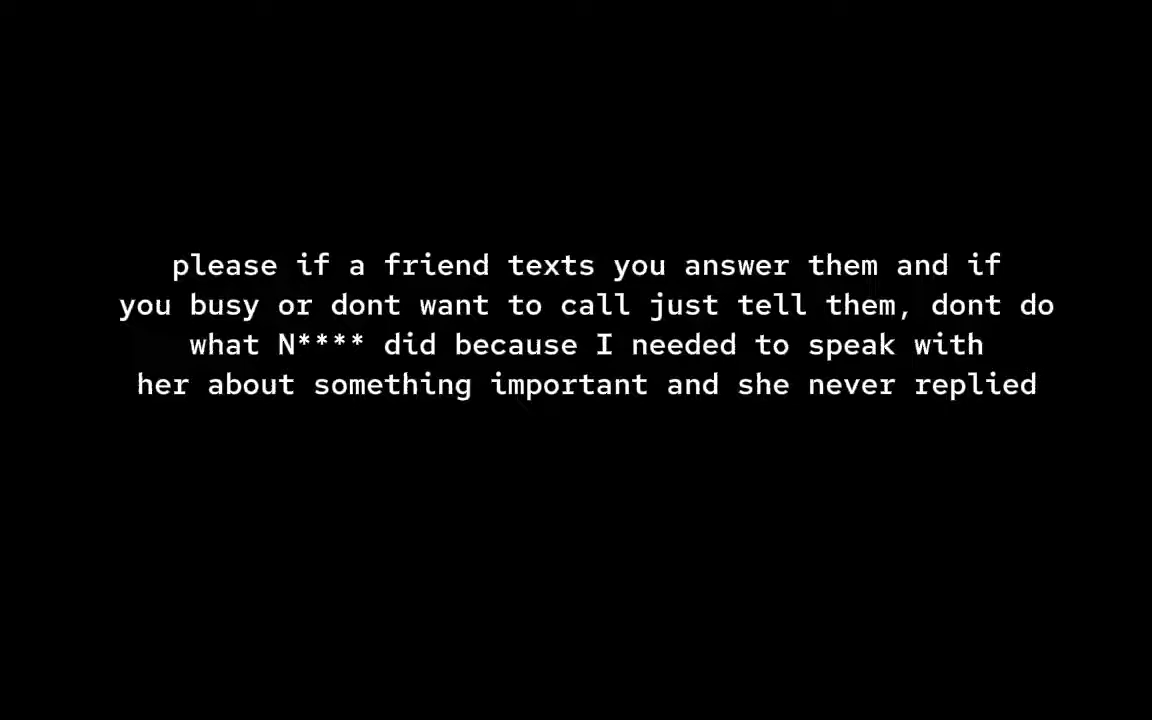 please if a friend texts you answer them and if
you busy or dont want to call just tell them, dont do
what N**** did because I needed to speak with
her about something important and she never replied